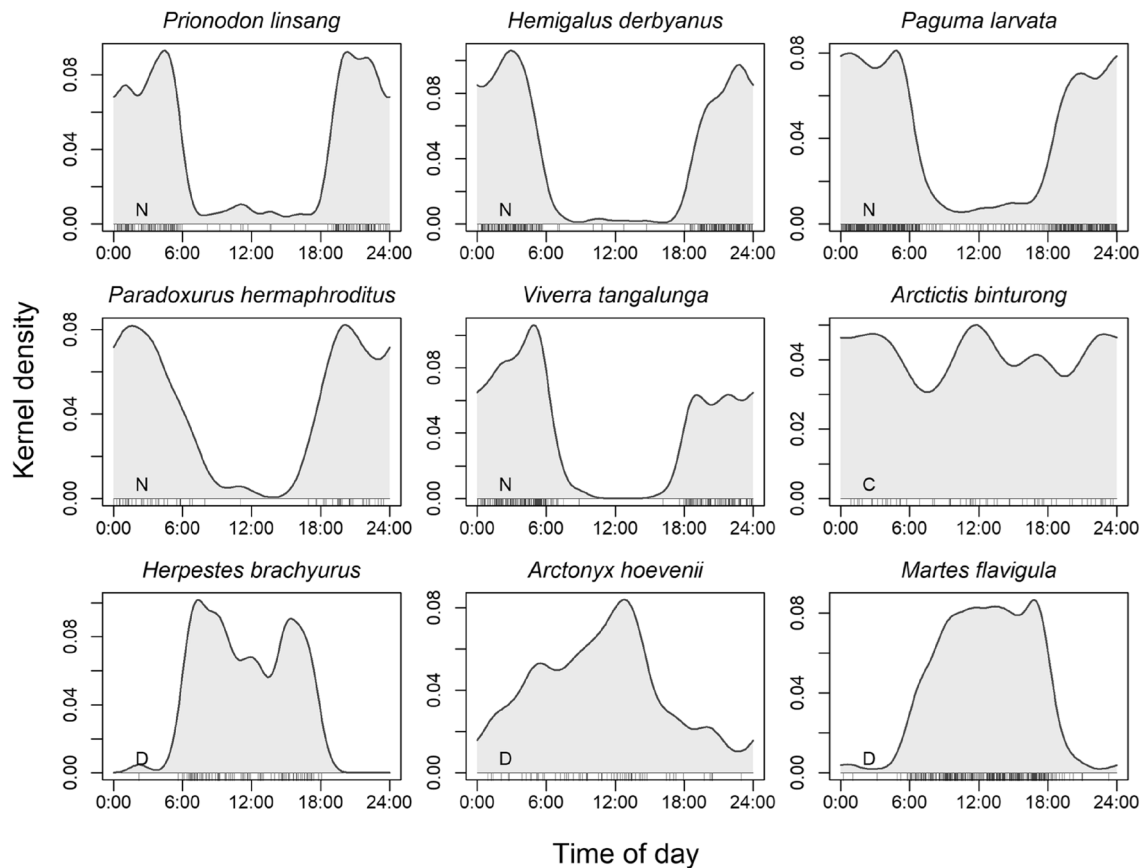 Prionodon linsang
Hemigalus derbyanus
Paguma larvata
0.00 0.04 0.08
N
0:00 6:00 12:00 18:00 24:00
0.00 0.04 0.08
N
0:00 6:00 12:00 18:00 24:00
0.00 0.04 0.08
N
0:00 6:00 12:00 18:00 24:00
Kernel density
Paradoxurus hermaphroditus
Viverra tangalunga
Arctictis binturong
0.00 0.04 0.08
N
0:00 6:00 12:00 18:00 24:00
0.00 0.04 0.08
N
0:00 6:00 12:00 18:00 24:00
0.00 0.02 0.04
C
0:00 6:00 12:00 18:00 24:00
Herpestes brachyurus
Arctonyx hoevenii
Martes flavigula
0.00 0.04 0.08
D
0:00 6:00 12:00 18:00 24:00
0.00 0.04 0.08
D
0:00 6:00 12:00 18:00 24:00
0.00 0.04 0.08
D
0:00 6:00 12:00 18:00 24:00
Time of day